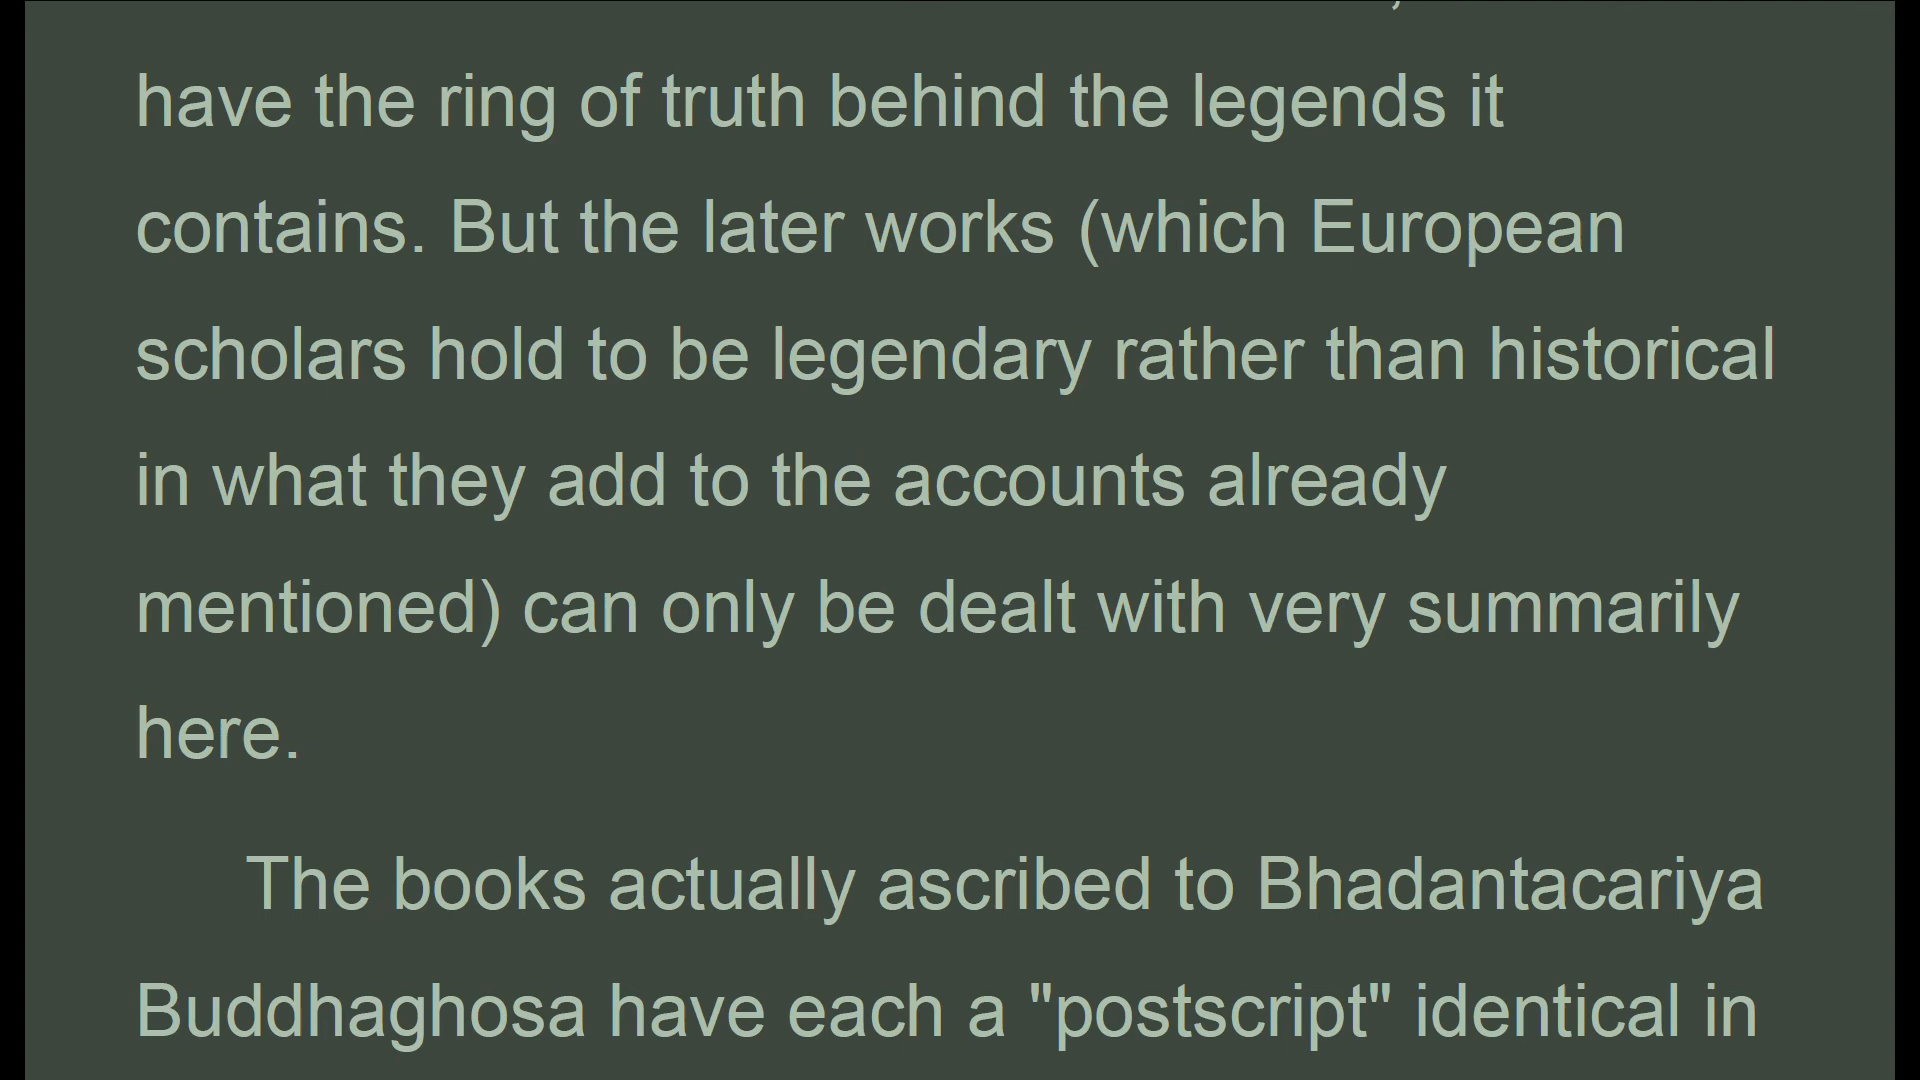 have the ring of truth behind the legends it
contains. But the later works (which European
scholars hold to be legendary rather than historical
in what they add to the accounts already
mentioned) can only be dealt with very summarily
here.
The books actually ascribed to Bhadantacariya
Buddhaghosa have each a "postscript" identical in